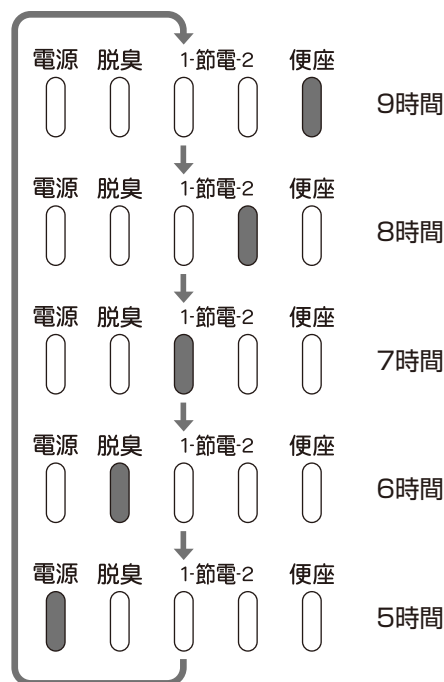 電源 脱臭 1-節電-2 便座
9時間
電源 脱臭 1-節電-2 便座
8時間
電源 脱臭 1-節電-2 便座
7時間
電源 脱臭 1-節電-2 便座
6時間
電源 脱臭 1-節電-2 便座
5時間